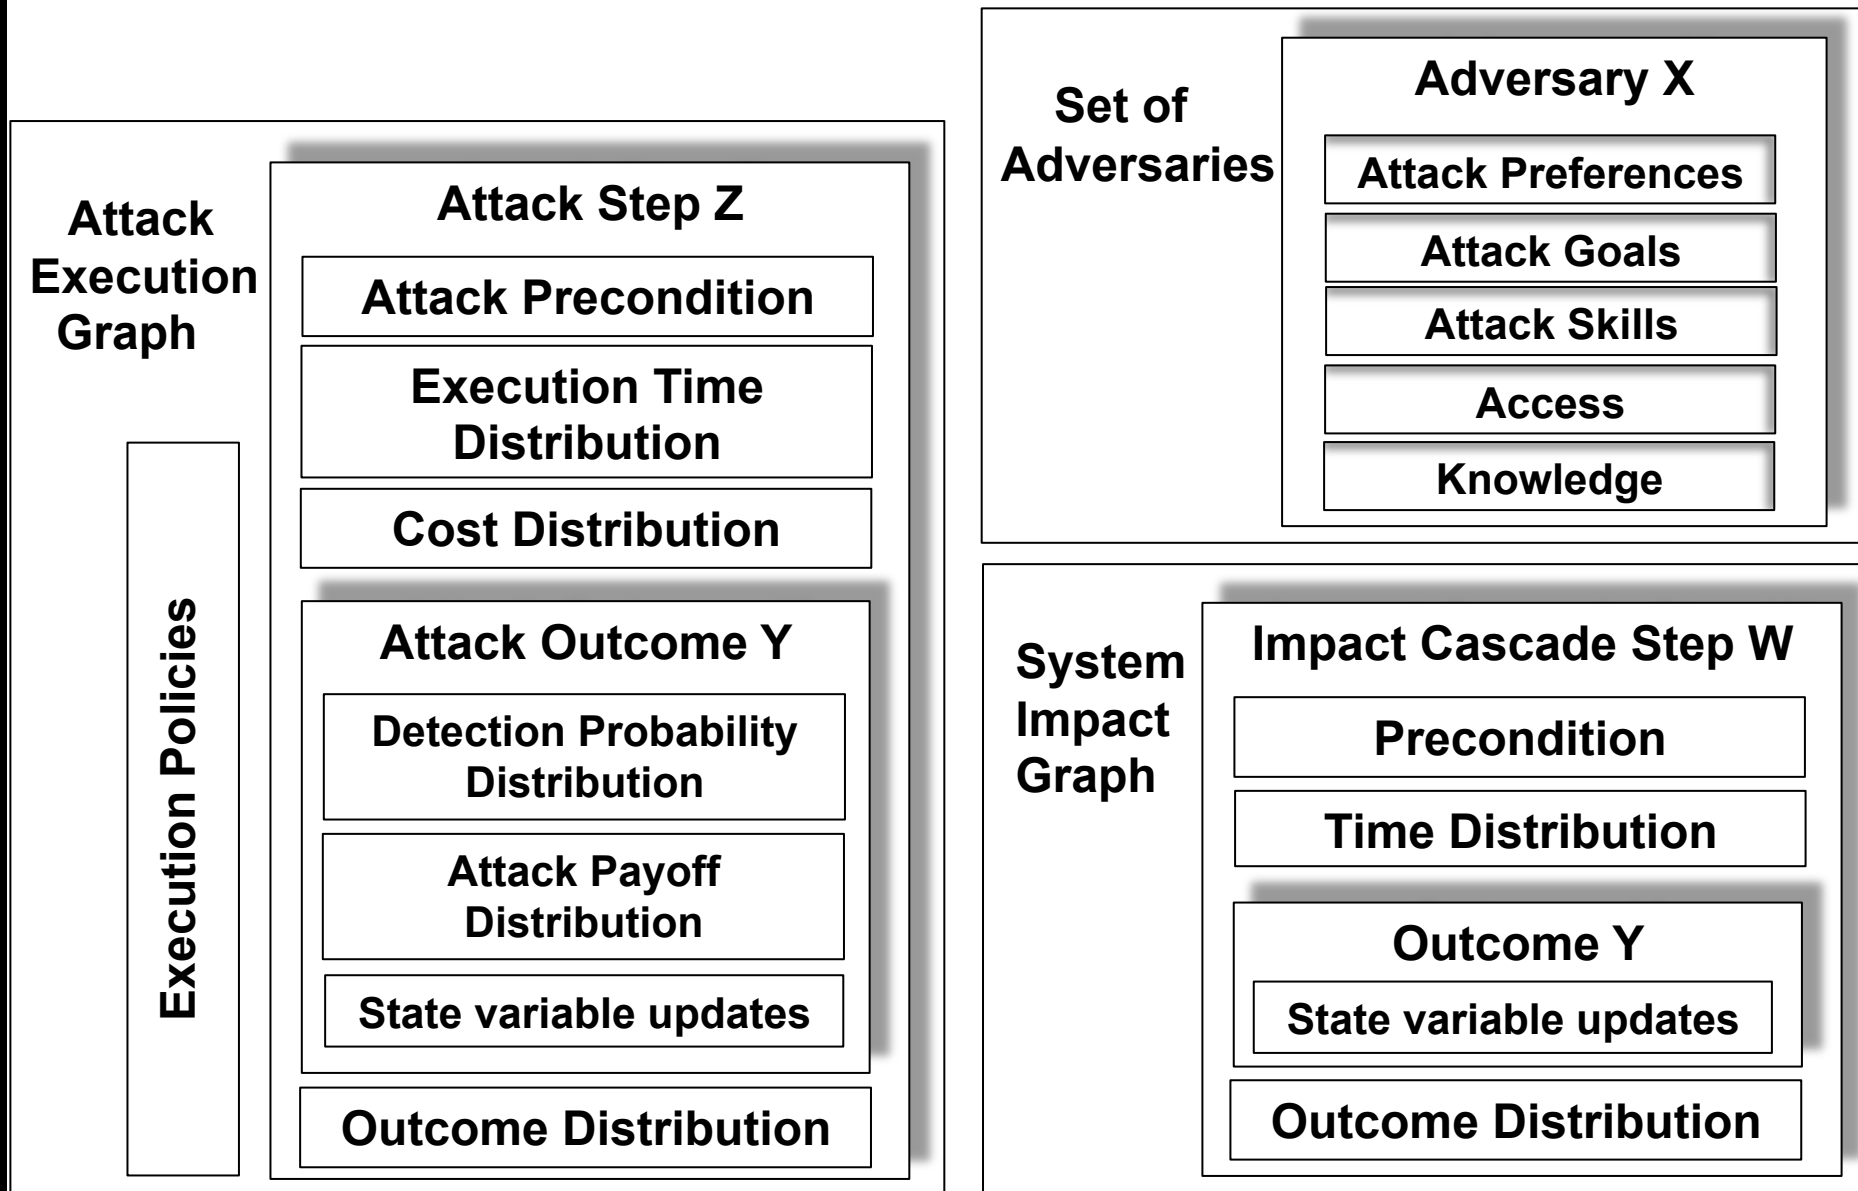 Attack
Execution
Graph
Execution Policies
Attack Step Z
Attack Precondition
Execution Time
Distribution
Cost Distribution
Attack Outcome Y
Detection Probability
Distribution
Attack Payoff
Distribution
State variable updates
Outcome Distribution
Set of
Adversaries
Adversary X
Attack Preferences
Attack Goals
Attack Skills
Access
Knowledge
System
Impact
Graph
Impact Cascade Step W
Precondition
Time Distribution
Outcome Y
State variable updates
Outcome Distribution